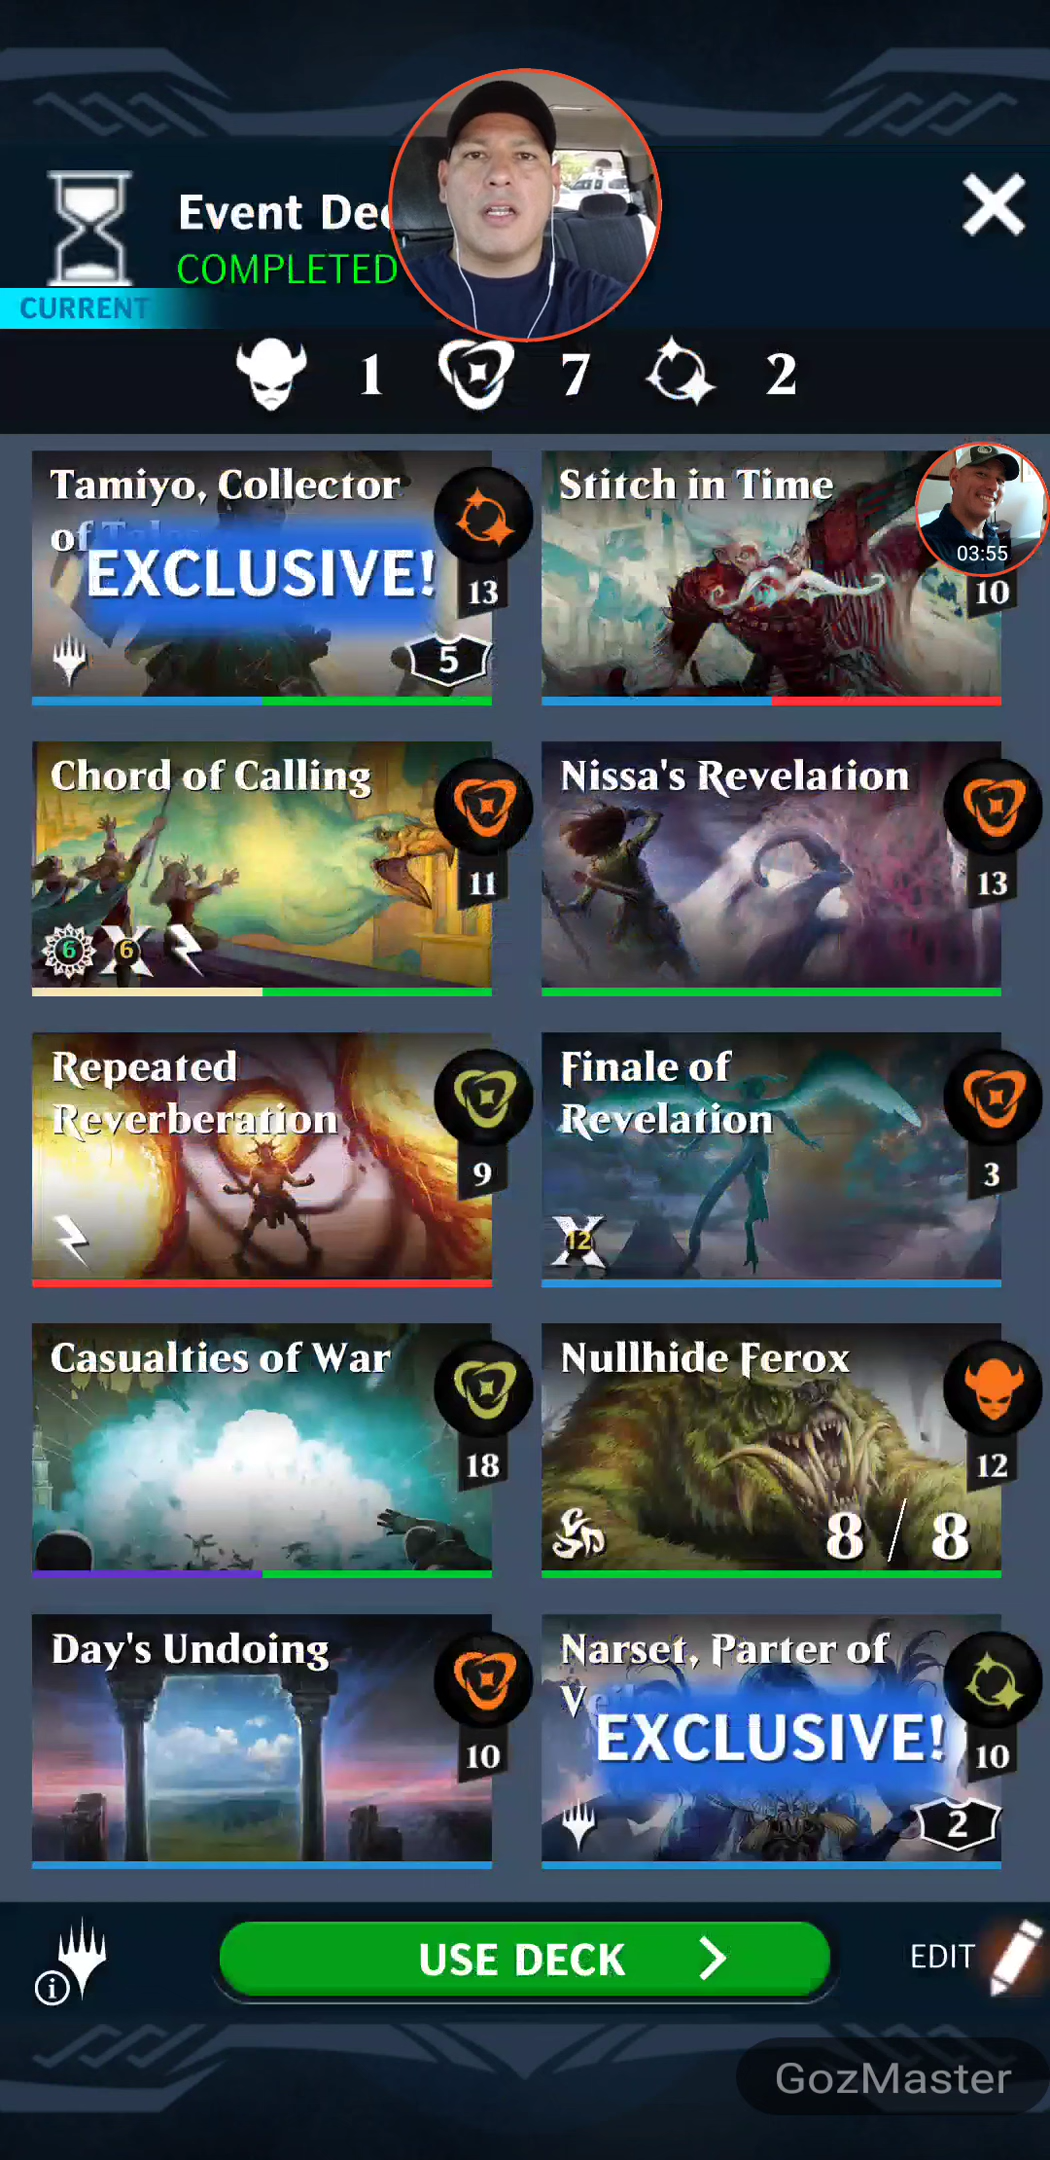 Event Dec
COMPLETED
CURRENT
1
7
2
Tamiyo, Collector
of Tales
EXCLUSIVE!
13
5
Stitch in Time
03:55
10
Chord of Calling
11
6
6
Nissa's Revelation
13
Repeated
Reverberation
9
Finale of
Revelation
3
12
Casualties of War
18
Nullhide Ferox
12
8 / 8
Day's Undoing
10
Narset, Parter of
EXCLUSIVE!
10
2
USE DECK
EDIT
GozMaster